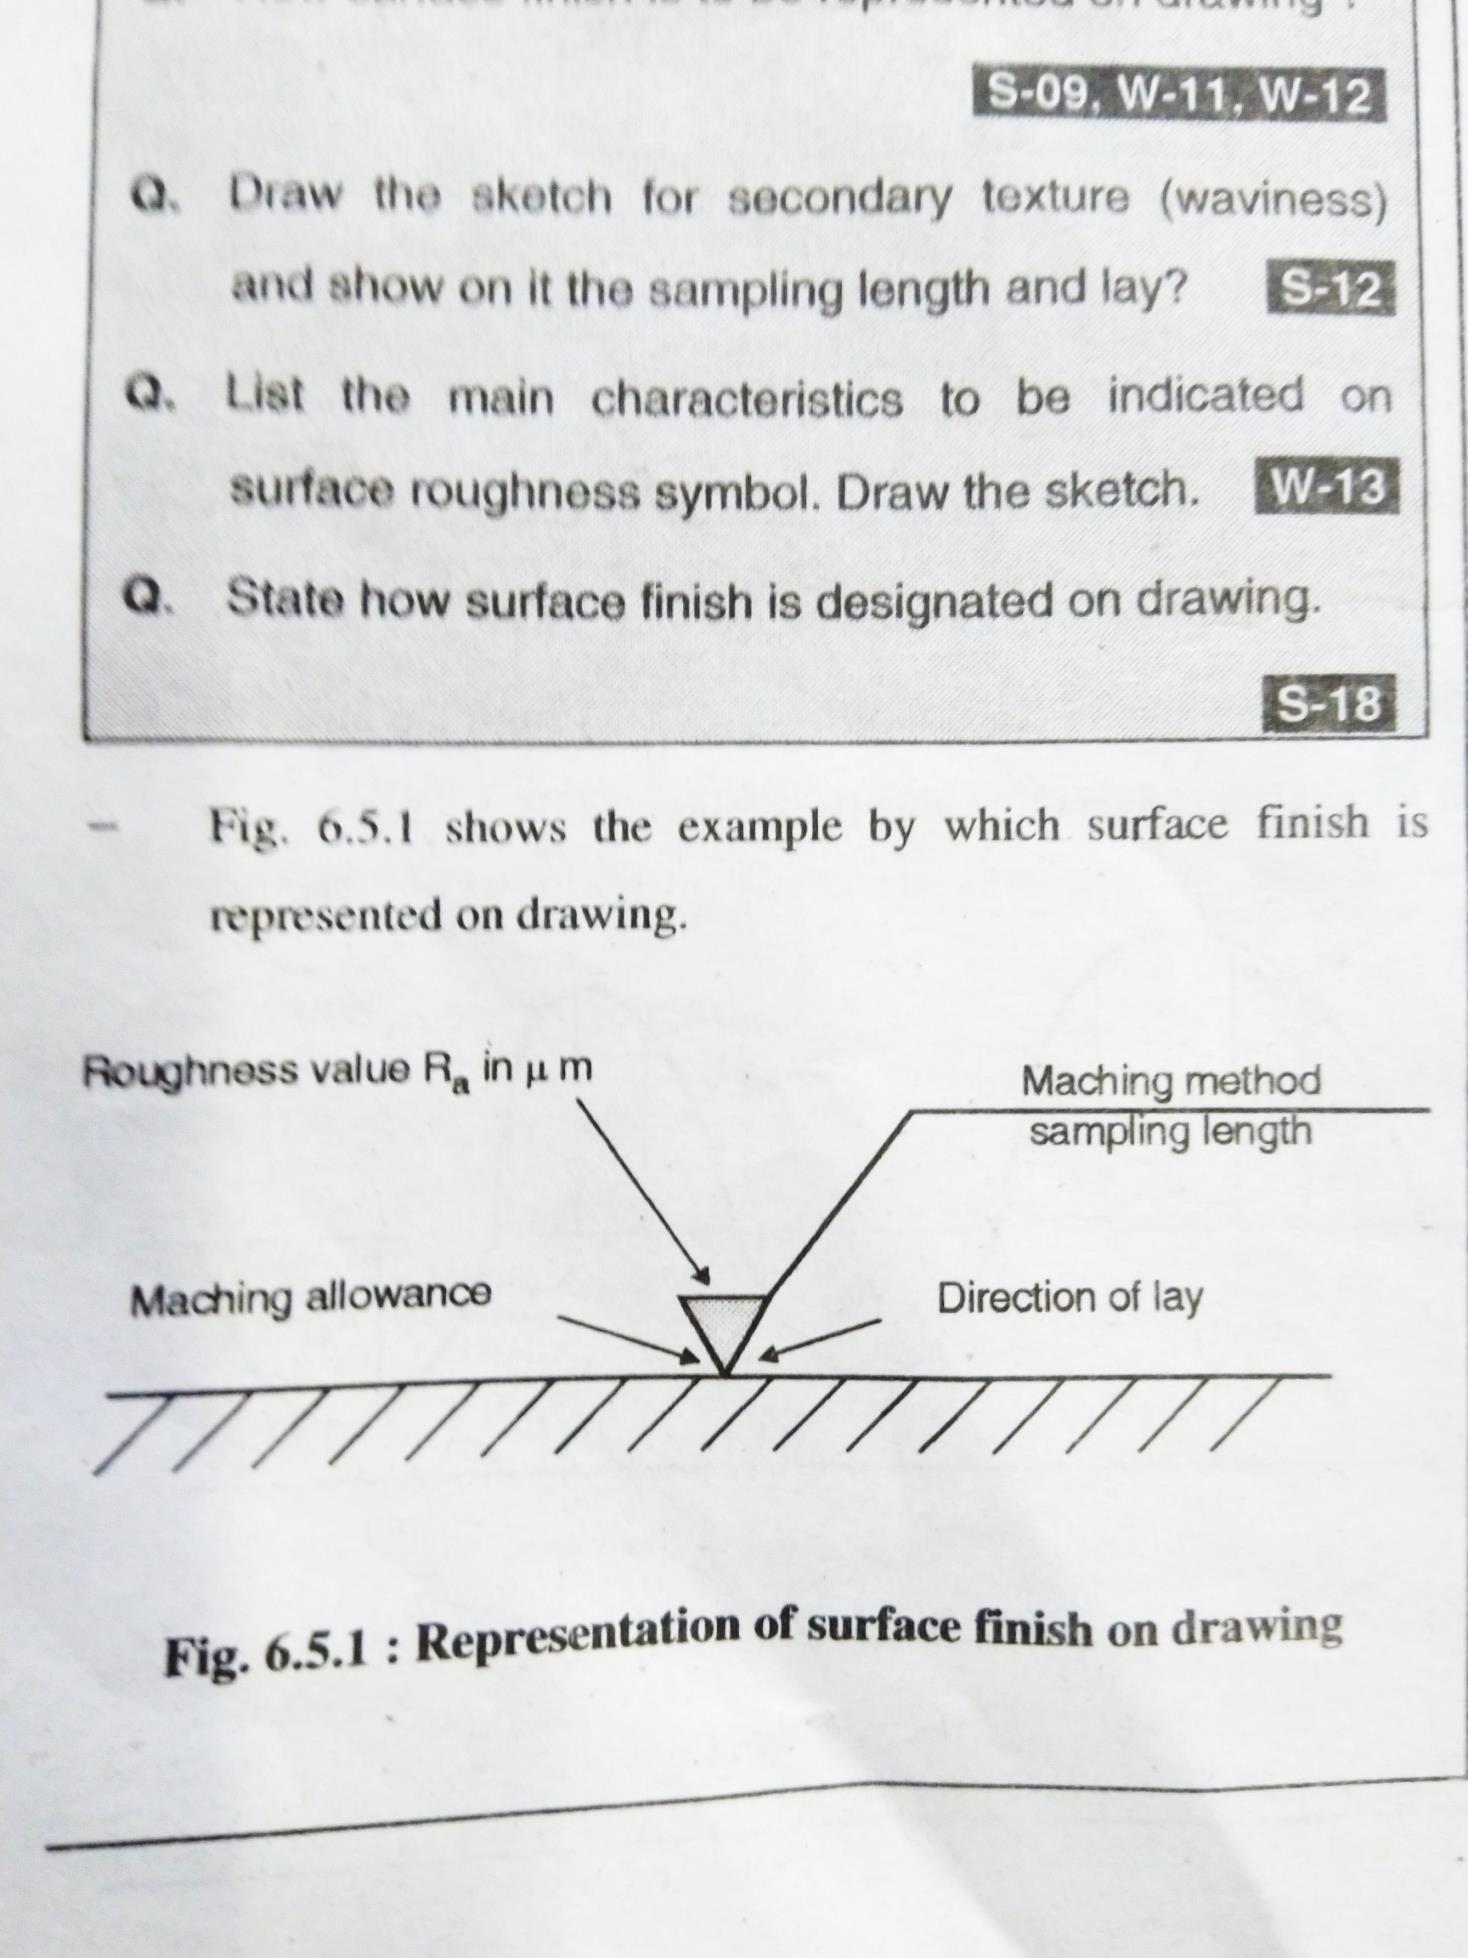 S-09, W-11, W-12
Q. Draw the sketch for secondary texture (waviness)
and show on it the sampling length and lay? S-12
Q. List the main characteristics to be indicated on
surface roughness symbol. Draw the sketch. W-13
Q. State how surface finish is designated on drawing.
S-18
– Fig. 6.5.1 shows the example by which surface finish is
represented on drawing.
Roughness value Ra in μ m
Maching method
sampling length
Maching allowance
Direction of lay
Fig. 6.5.1 : Representation of surface finish on drawing